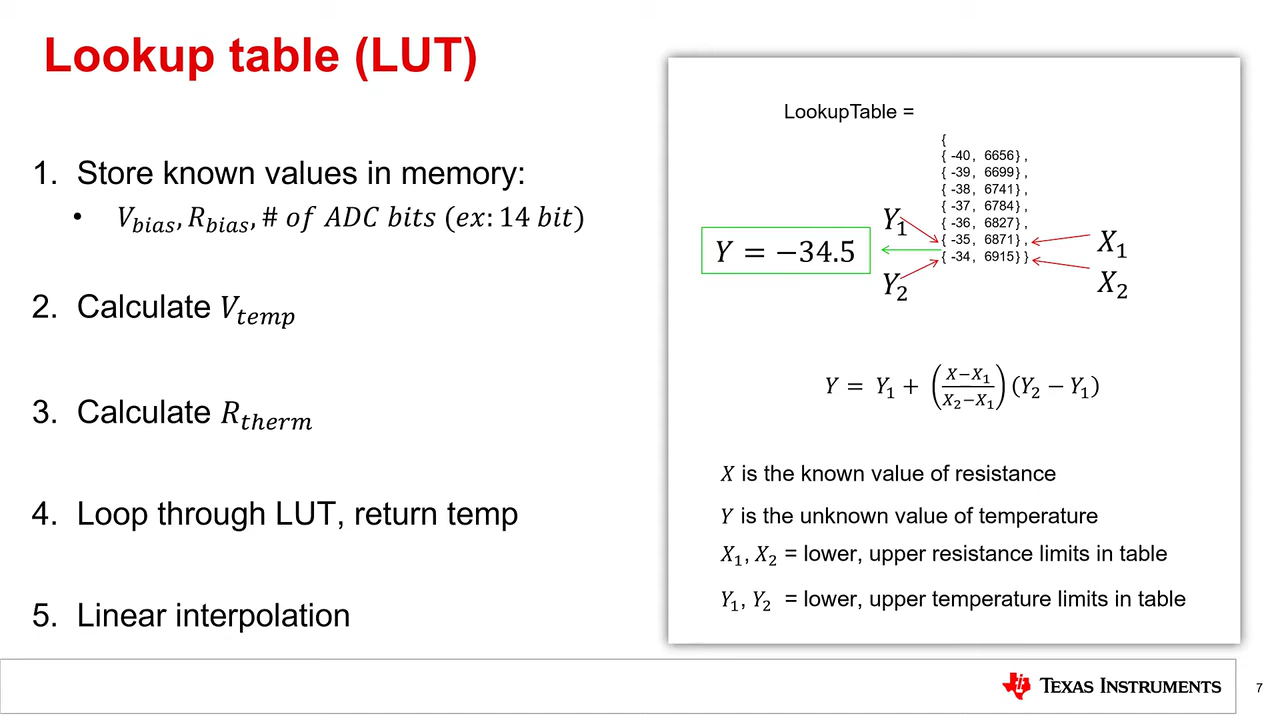 Lookup table (LUT)
1. Store known values in memory:
• V_bias, R_bias, # of ADC bits (ex: 14 bit)
2. Calculate V_temp
3. Calculate R_therm
4. Loop through LUT, return temp
5. Linear interpolation
LookupTable =
{
{ -40, 6656} ,
{ -39, 6699} ,
{ -38, 6741} ,
{ -37, 6784} ,
{ -36, 6827} ,
{ -35, 6871} ,
{ -34, 6915} }
Y₁
Y = −34.5
Y₂
X₁
X₂
Y = Y₁ + ((X−X₁)/(X₂−X₁)) (Y₂ − Y₁)
X is the known value of resistance
Y is the unknown value of temperature
X₁, X₂ = lower, upper resistance limits in table
Y₁, Y₂ = lower, upper temperature limits in table
TEXAS INSTRUMENTS
7